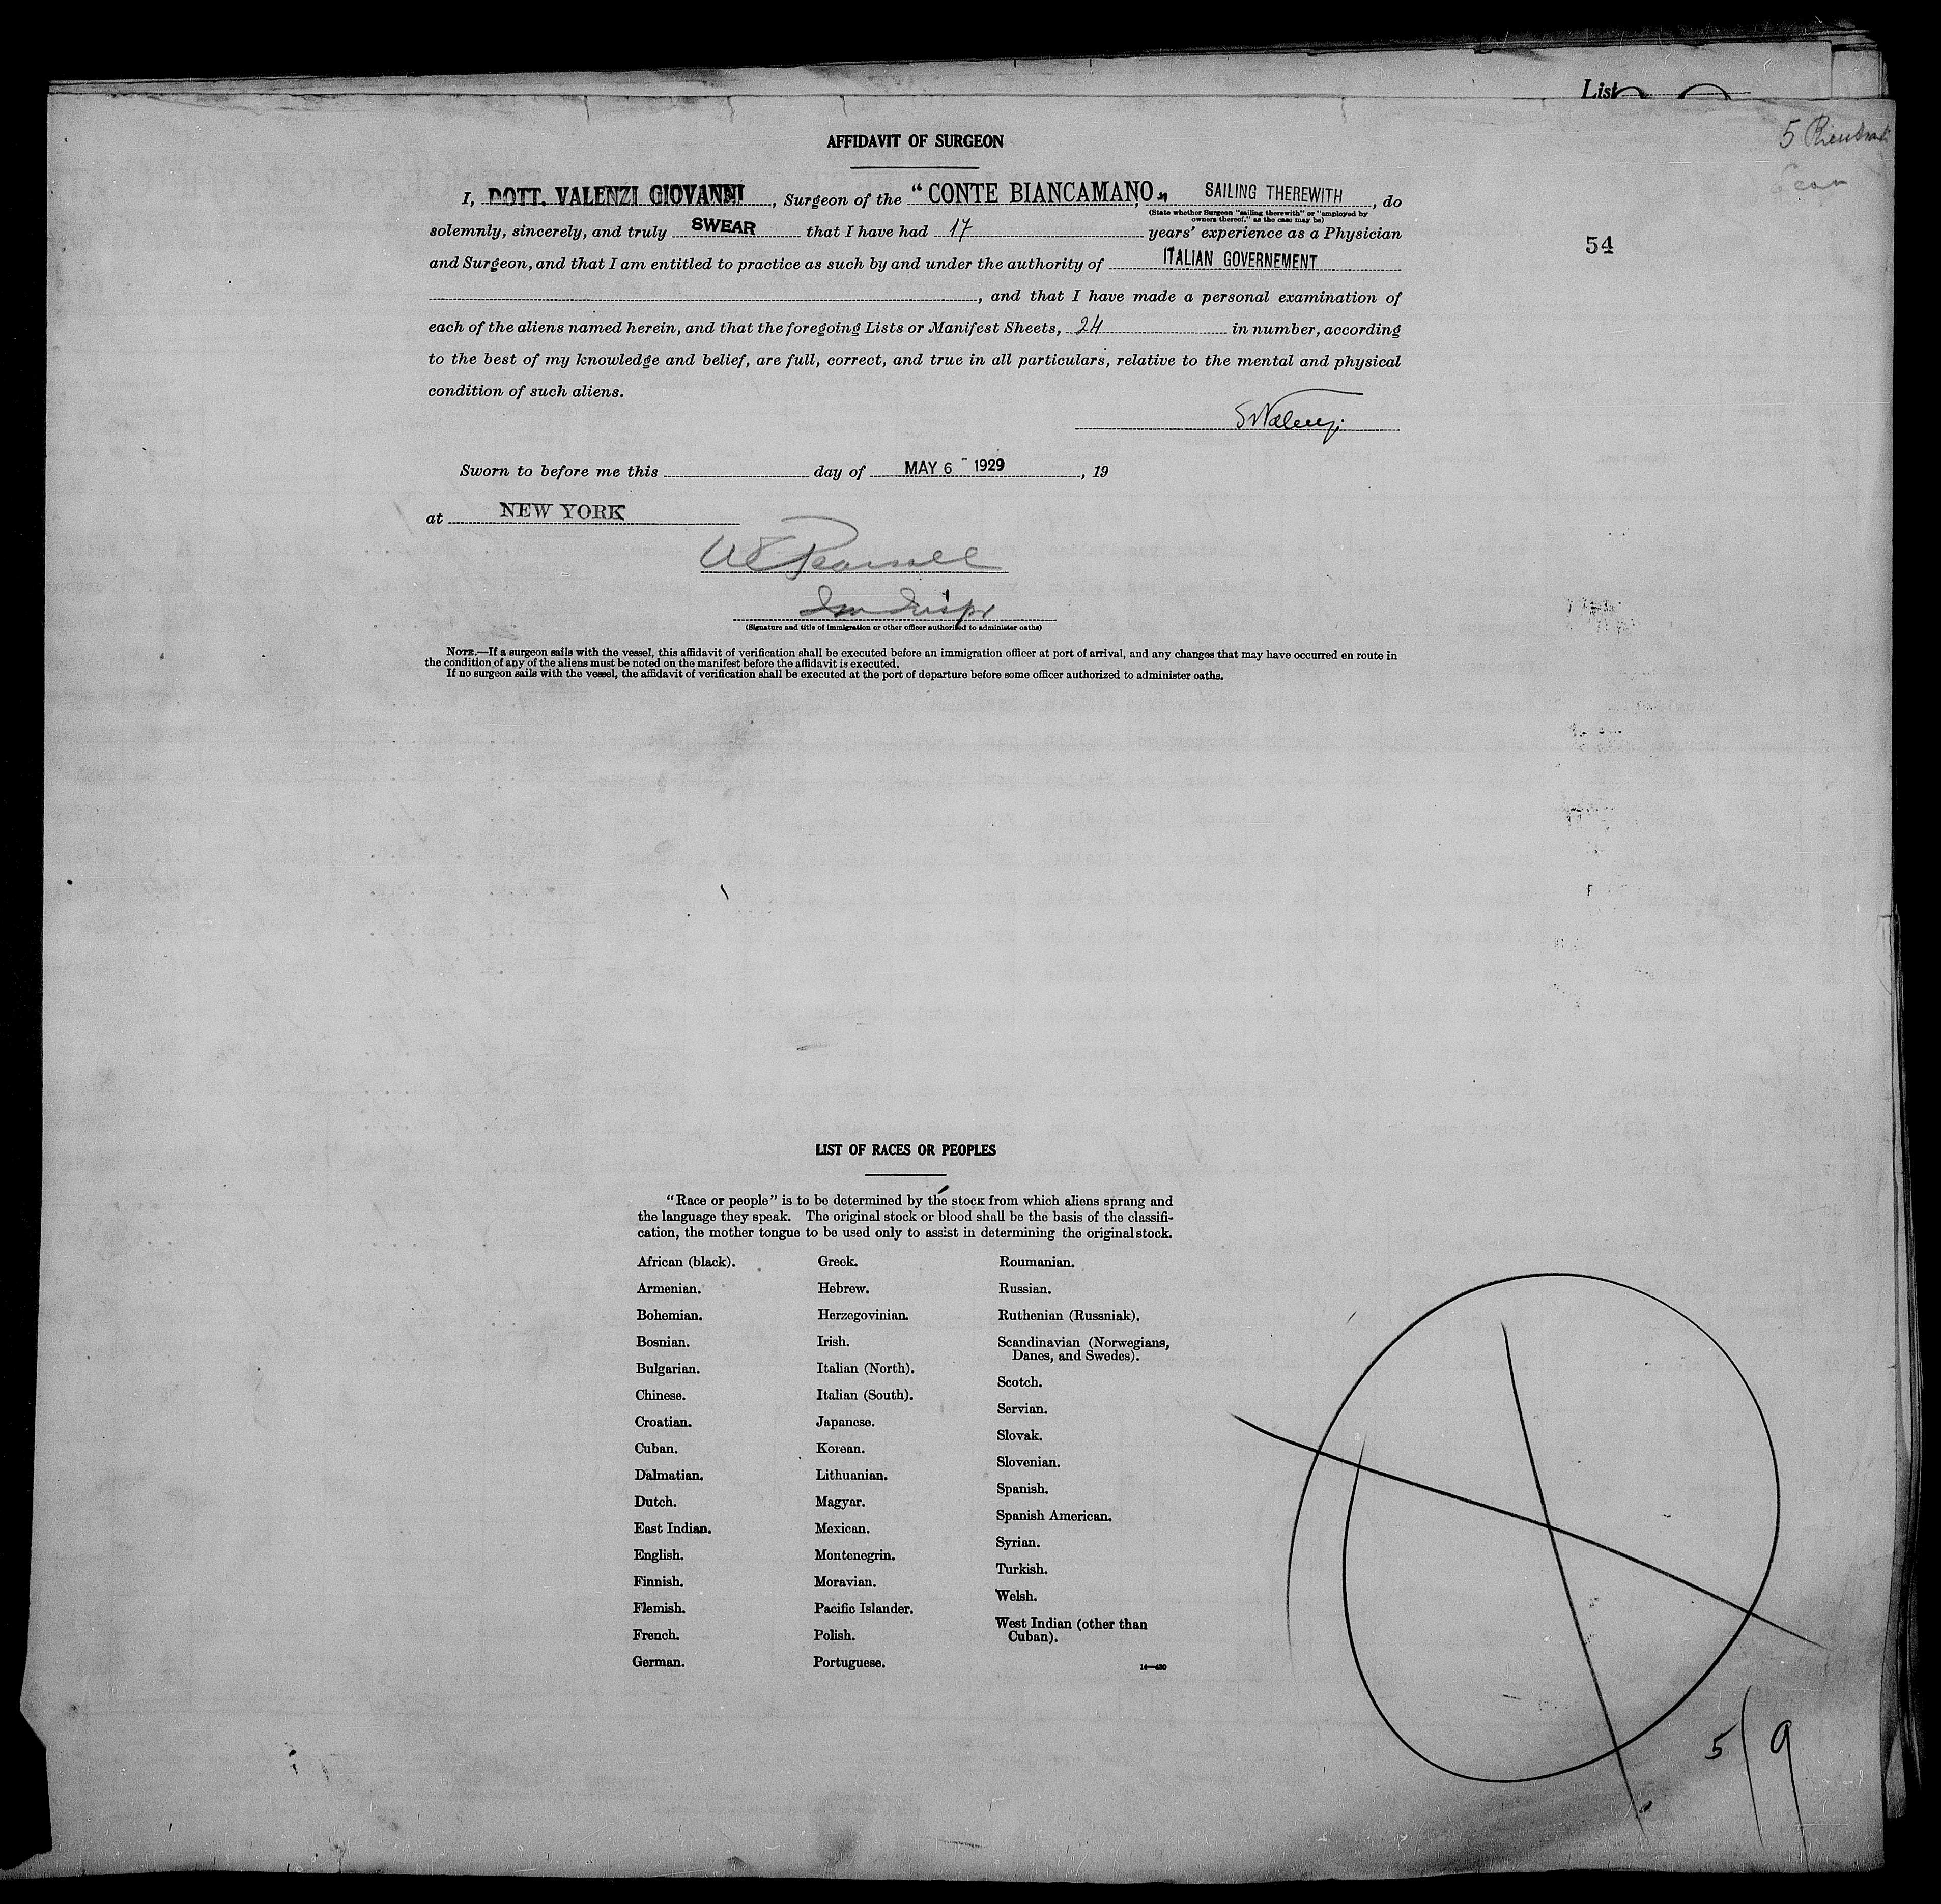 List
5
AFFIDAVIT OF SURGEON
I, DOTT. VALENZI GIOVANNI, Surgeon of the "CONTE BIANCAMANO" SAILING THEREWITH, do
(State whether Surgeon "sailing therewith" or "employed by
owners thereof," as the case may be)
solemnly, sincerely, and truly SWEAR that I have had 17 years' experience as a Physician
54
and Surgeon, and that I am entitled to practice as such by and under the authority of ITALIAN GOVERNEMENT
, and that I have made a personal examination of
each of the aliens named herein, and that the foregoing Lists or Manifest Sheets, 24 in number, according
to the best of my knowledge and belief, are full, correct, and true in all particulars, relative to the mental and physical
condition of such aliens.
Valenzi
Sworn to before me this day of MAY 6 - 1929, 19
at NEW YORK
Imm Inspr
(Signature and title of immigration or other officer authorized to administer oaths)
NOTE.—If a surgeon sails with the vessel, this affidavit of verification shall be executed before an immigration officer at port of arrival, and any changes that may have occurred en route in
the condition of any of the aliens must be noted on the manifest before the affidavit is executed.
If no surgeon sails with the vessel, the affidavit of verification shall be executed at the port of departure before some officer authorized to administer oaths.
LIST OF RACES OR PEOPLES
"Race or people" is to be determined by the stock from which aliens sprang and
the language they speak. The original stock or blood shall be the basis of the classifi-
cation, the mother tongue to be used only to assist in determining the original stock.
African (black).
Armenian.
Bohemian.
Bosnian.
Bulgarian.
Chinese.
Croatian.
Cuban.
Dalmatian.
Dutch.
East Indian.
English.
Finnish.
Flemish.
French.
German.
Greek.
Hebrew.
Herzegovinian.
Irish.
Italian (North).
Italian (South).
Japanese.
Korean.
Lithuanian.
Magyar.
Mexican.
Montenegrin.
Moravian.
Pacific Islander.
Polish.
Portuguese.
Roumanian.
Russian.
Ruthenian (Russniak).
Scandinavian (Norwegians,
Danes, and Swedes).
Scotch.
Servian.
Slovak.
Slovenian.
Spanish.
Spanish American.
Syrian.
Turkish.
Welsh.
West Indian (other than
Cuban).
14—430
5/9